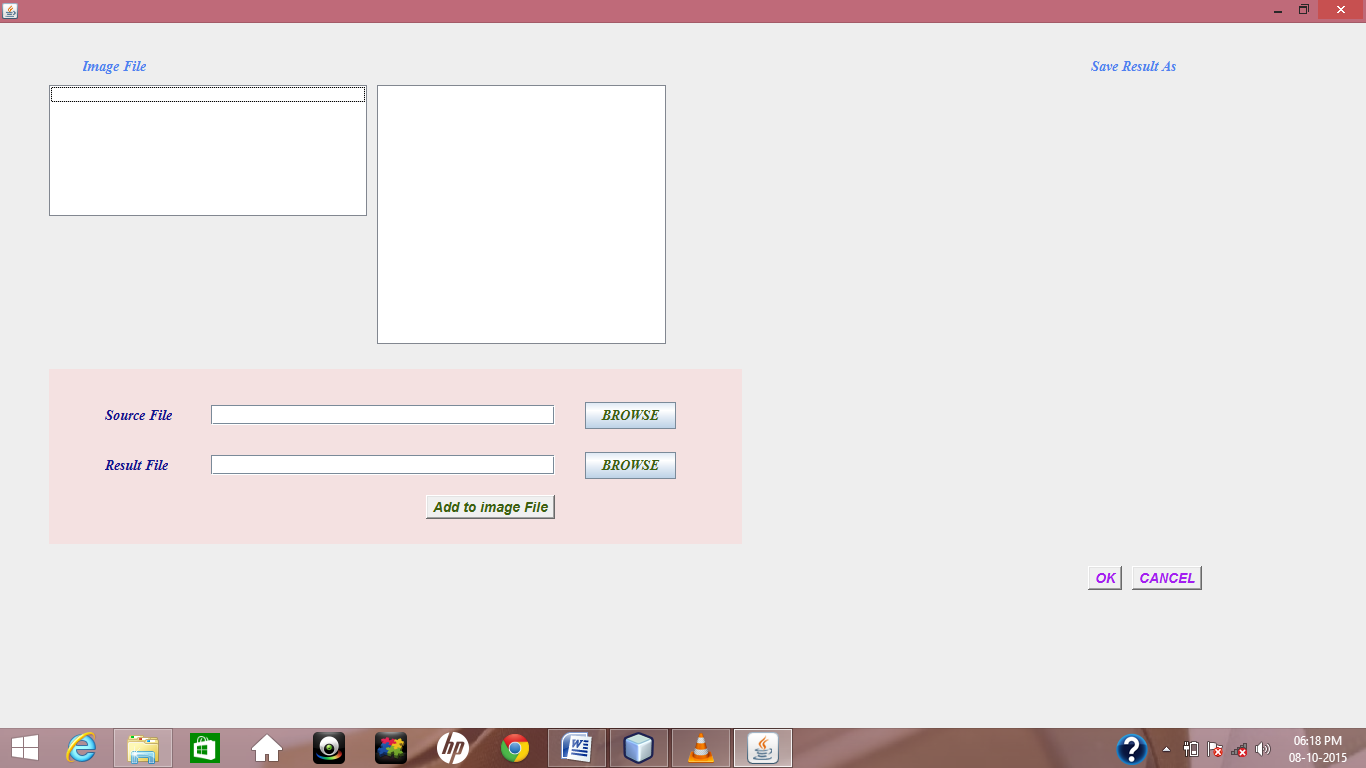 Image File
Save Result As
Source File
BROWSE
Result File
BROWSE
Add to image File
OK
CANCEL
hp
W
?
06:18 PM
08-10-2015